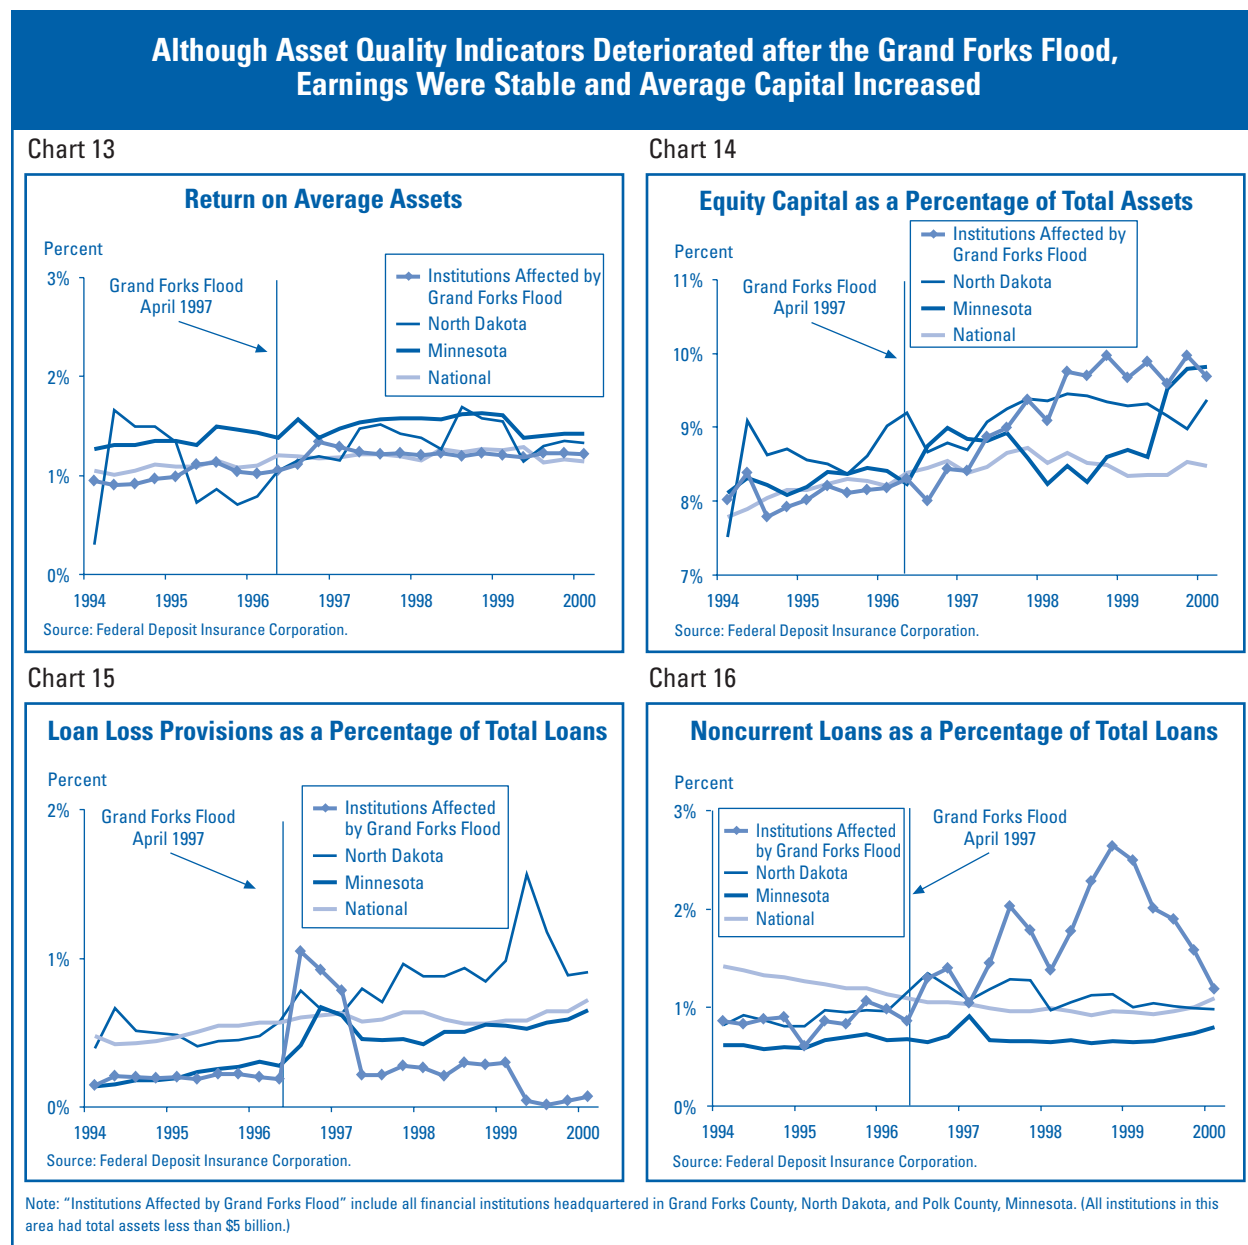 Although Asset Quality Indicators Deteriorated after the Grand Forks Flood,
Earnings Were Stable and Average Capital Increased
Chart 13
Return on Average Assets
Percent
Grand Forks Flood
April 1997
Institutions Affected by
Grand Forks Flood
North Dakota
Minnesota
National
3%
2%
1%
0%
1994 1995 1996 1997 1998 1999 2000
Source: Federal Deposit Insurance Corporation.
Chart 14
Equity Capital as a Percentage of Total Assets
Percent
Grand Forks Flood
April 1997
Institutions Affected by
Grand Forks Flood
North Dakota
Minnesota
National
11%
10%
9%
8%
7%
1994 1995 1996 1997 1998 1999 2000
Source: Federal Deposit Insurance Corporation.
Chart 15
Loan Loss Provisions as a Percentage of Total Loans
Percent
Grand Forks Flood
April 1997
Institutions Affected
by Grand Forks Flood
North Dakota
Minnesota
National
2%
1%
0%
1994 1995 1996 1997 1998 1999 2000
Source: Federal Deposit Insurance Corporation.
Chart 16
Noncurrent Loans as a Percentage of Total Loans
Percent
Institutions Affected
by Grand Forks Flood
North Dakota
Minnesota
National
Grand Forks Flood
April 1997
3%
2%
1%
0%
1994 1995 1996 1997 1998 1999 2000
Source: Federal Deposit Insurance Corporation.
Note: “Institutions Affected by Grand Forks Flood” include all financial institutions headquartered in Grand Forks County, North Dakota, and Polk County, Minnesota. (All institutions in this
area had total assets less than $5 billion.)